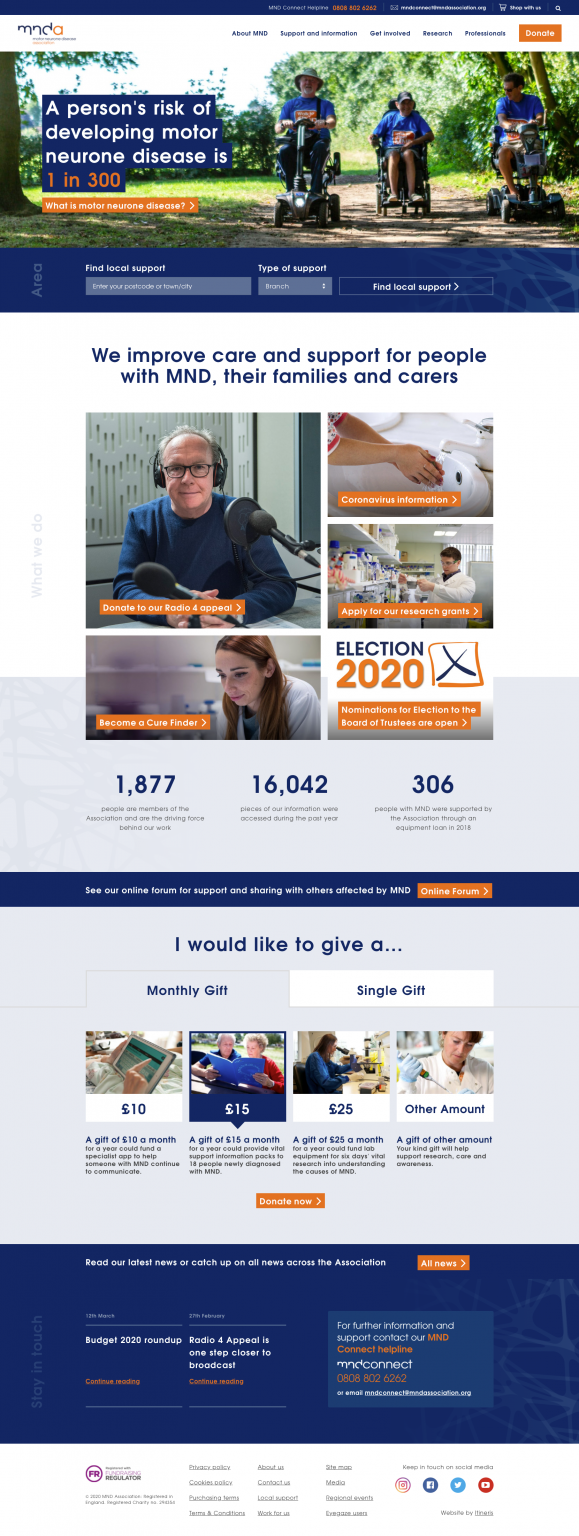 MND Connect Helpline 0808 802 6262 mndconnect@mndassociation.org Shop with us
mnda
motor neurone disease
association
About MND Support and information Get involved Research Professionals Donate
A person's risk of
developing motor
neurone disease is
1 in 300
What is motor neurone disease?
Area
Find local support Type of support
Enter your postcode or town/city Branch Find local support
We improve care and support for people
with MND, their families and carers
What we do
Donate to our Radio 4 appeal
Coronavirus information
Apply for our research grants
Become a Cure Finder
ELECTION
2020
Nominations for Election to the
Board of Trustees are open
1,877
people are members of the
Association and are the driving force
behind our work
16,042
pieces of our information were
accessed during the past year
306
people with MND were supported by
the Association through an
equipment loan in 2018
See our online forum for support and sharing with others affected by MND Online Forum
I would like to give a...
Monthly Gift Single Gift
£10
A gift of £10 a month
for a year could fund a
specialist app to help
someone with MND continue
to communicate.
£15
A gift of £15 a month
for a year could provide vital
support information packs to
18 people newly diagnosed
with MND.
£25
A gift of £25 a month
for a year could fund lab
equipment for six days' vital
research into understanding
the causes of MND.
Other Amount
A gift of other amount
Your kind gift will help
support research, care and
awareness.
Donate now
Read our latest news or catch up on all news across the Association All news
Stay in touch
12th March
Budget 2020 roundup
Continue reading
27th February
Radio 4 Appeal is
one step closer to
broadcast
Continue reading
For further information and
support contact our MND
Connect helpline
mndconnect
0808 802 6262
or email mndconnect@mndassociation.org
FR Registered with
FUNDRAISING
REGULATOR
© 2020 MND Association. Registered in
England. Registered Charity no. 294354
Privacy policy
Cookies policy
Purchasing terms
Terms & Conditions
About us
Contact us
Local support
Work for us
Site map
Media
Regional events
Eyegaze users
Keep in touch on social media
Website by Itineris